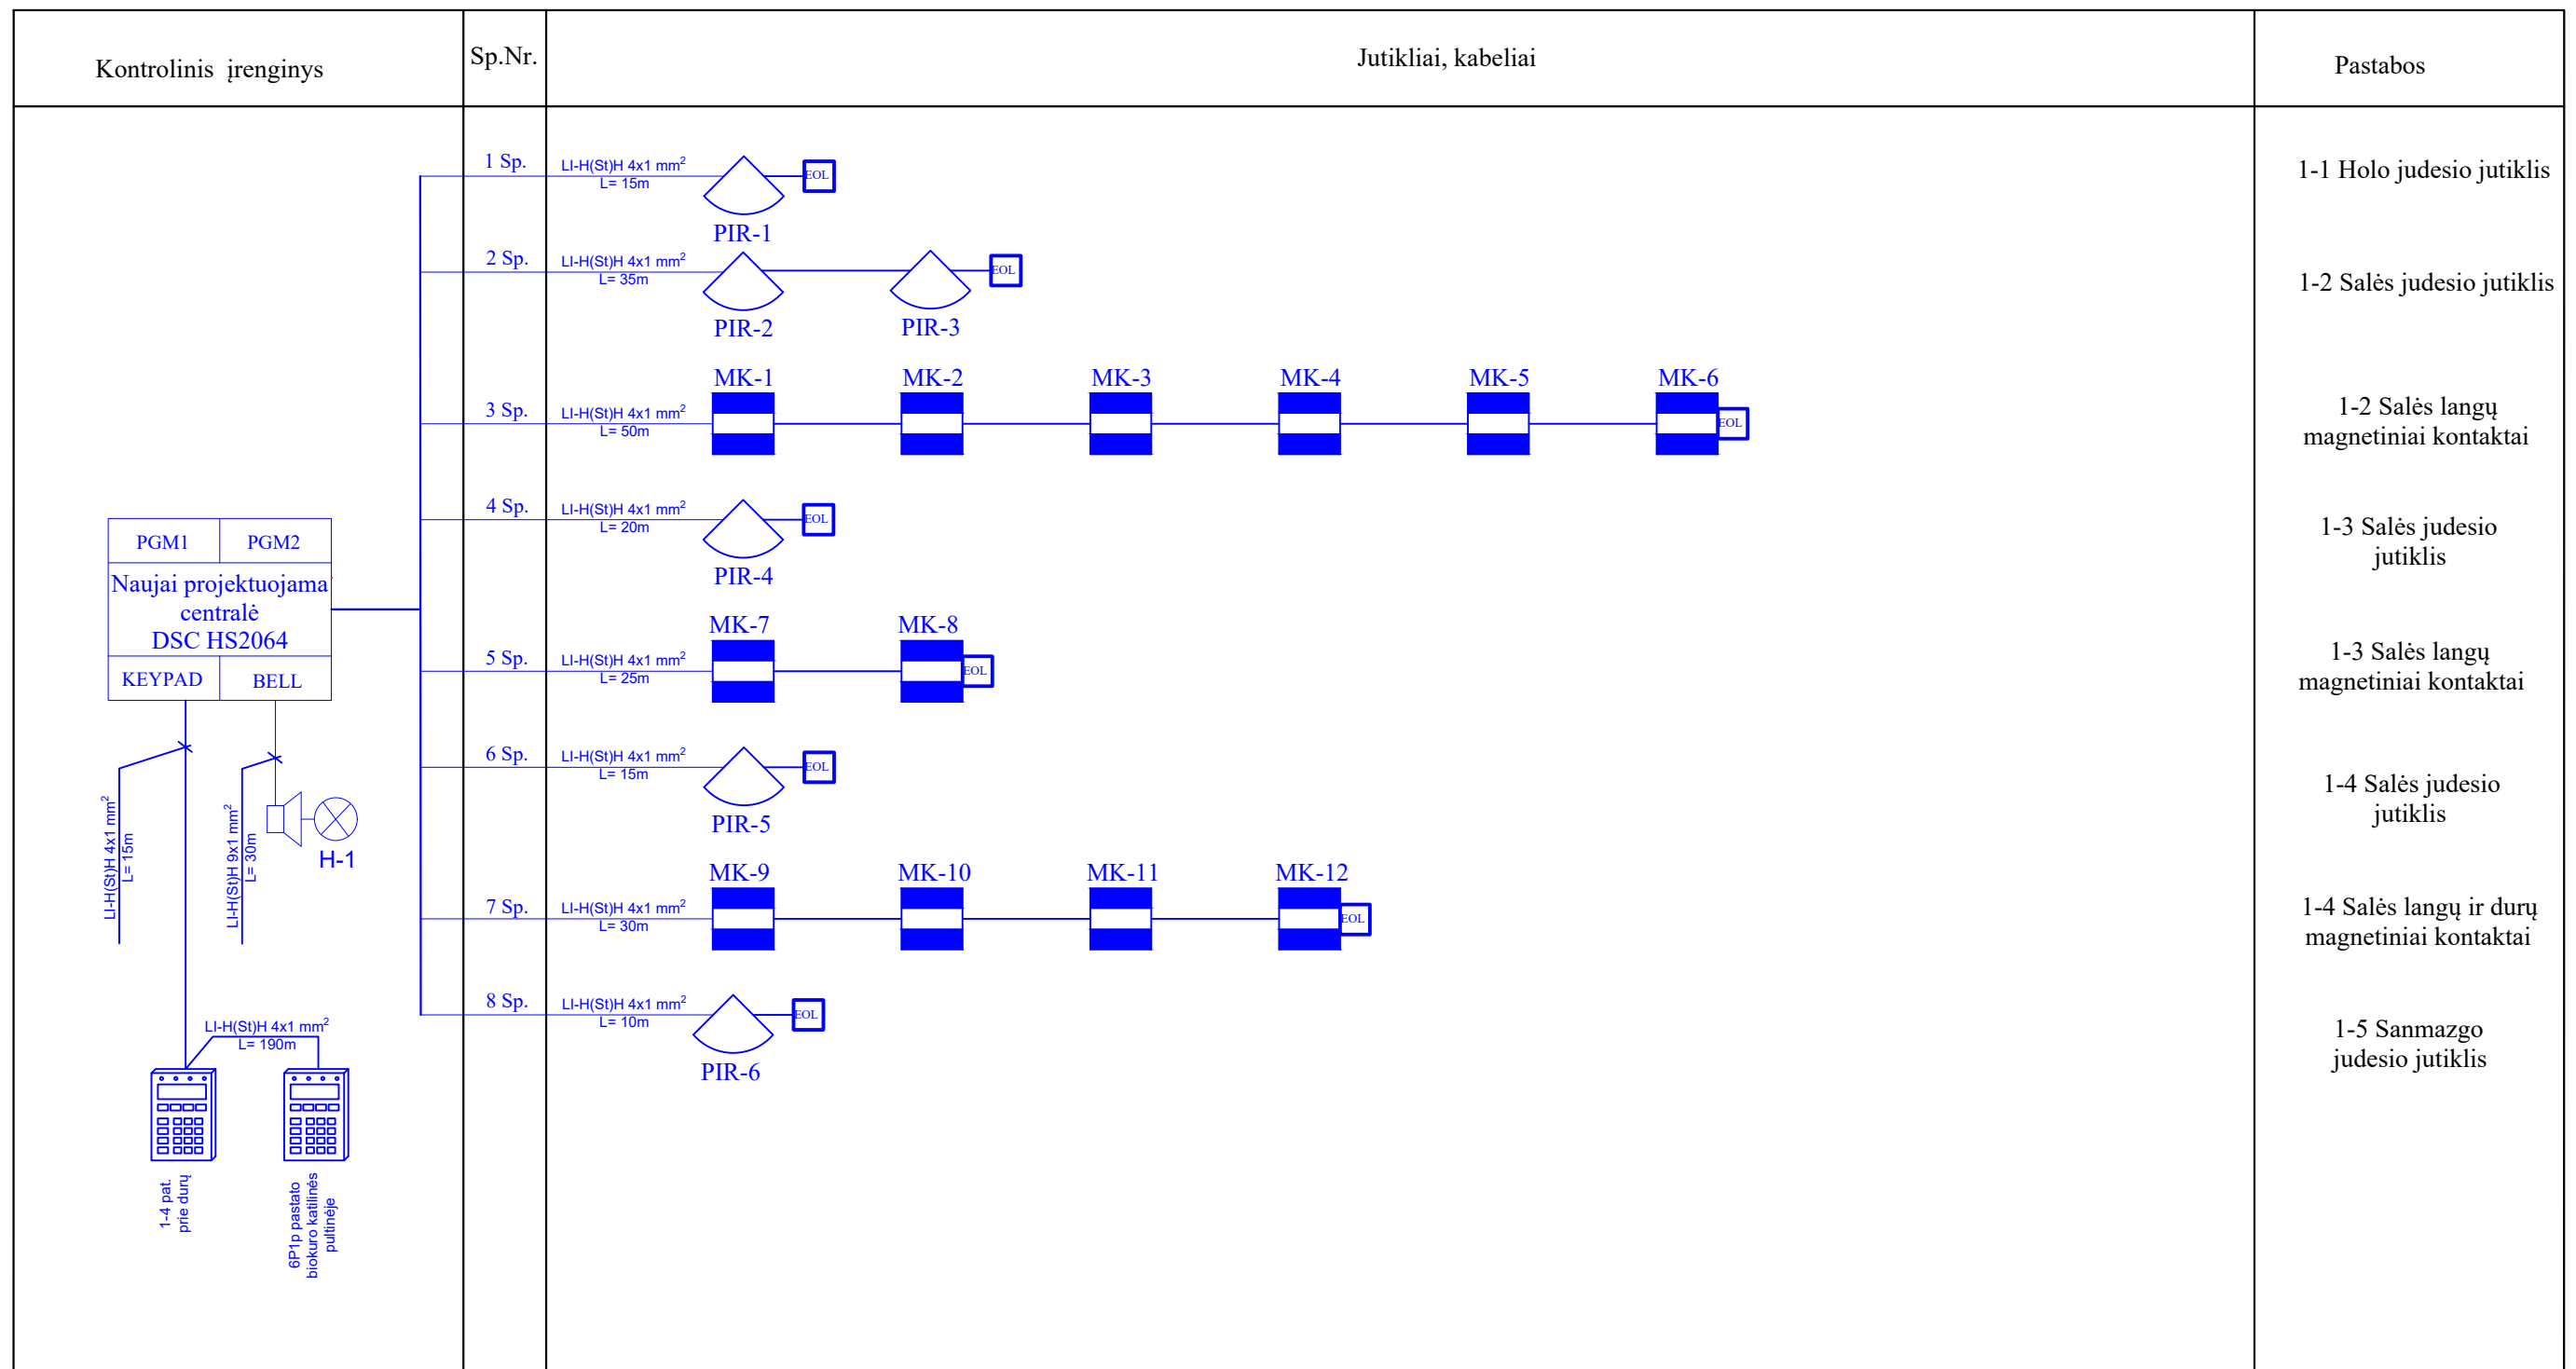 Kontrolinis įrenginys
Sp.Nr.
Jutikliai, kabeliai
Pastabos
1 Sp.
LI-H(St)H 4x1 mm²
L= 15m
EOL
PIR-1
1-1 Holo judesio jutiklis
2 Sp.
LI-H(St)H 4x1 mm²
L= 35m
EOL
PIR-2
PIR-3
1-2 Salės judesio jutiklis
MK-1
MK-2
MK-3
MK-4
MK-5
MK-6
3 Sp.
LI-H(St)H 4x1 mm²
L= 50m
EOL
1-2 Salės langų
magnetiniai kontaktai
4 Sp.
LI-H(St)H 4x1 mm²
L= 20m
EOL
PIR-4
1-3 Salės judesio
jutiklis
PGM1
PGM2
Naujai projektuojama
centralė
DSC HS2064
KEYPAD
BELL
MK-7
MK-8
5 Sp.
LI-H(St)H 4x1 mm²
L= 25m
EOL
1-3 Salės langų
magnetiniai kontaktai
6 Sp.
LI-H(St)H 4x1 mm²
L= 15m
EOL
PIR-5
1-4 Salės judesio
jutiklis
LI-H(St)H 4x1 mm²
L= 15m
LI-H(St)H 9x1 mm²
L= 30m
H-1
MK-9
MK-10
MK-11
MK-12
7 Sp.
LI-H(St)H 4x1 mm²
L= 30m
EOL
1-4 Salės langų ir durų
magnetiniai kontaktai
8 Sp.
LI-H(St)H 4x1 mm²
L= 10m
EOL
PIR-6
1-5 Sanmazgo
judesio jutiklis
LI-H(St)H 4x1 mm²
L= 190m
1-4 pat.
prie durų
6P1p pastato
biokuro katilinės
pultinėje